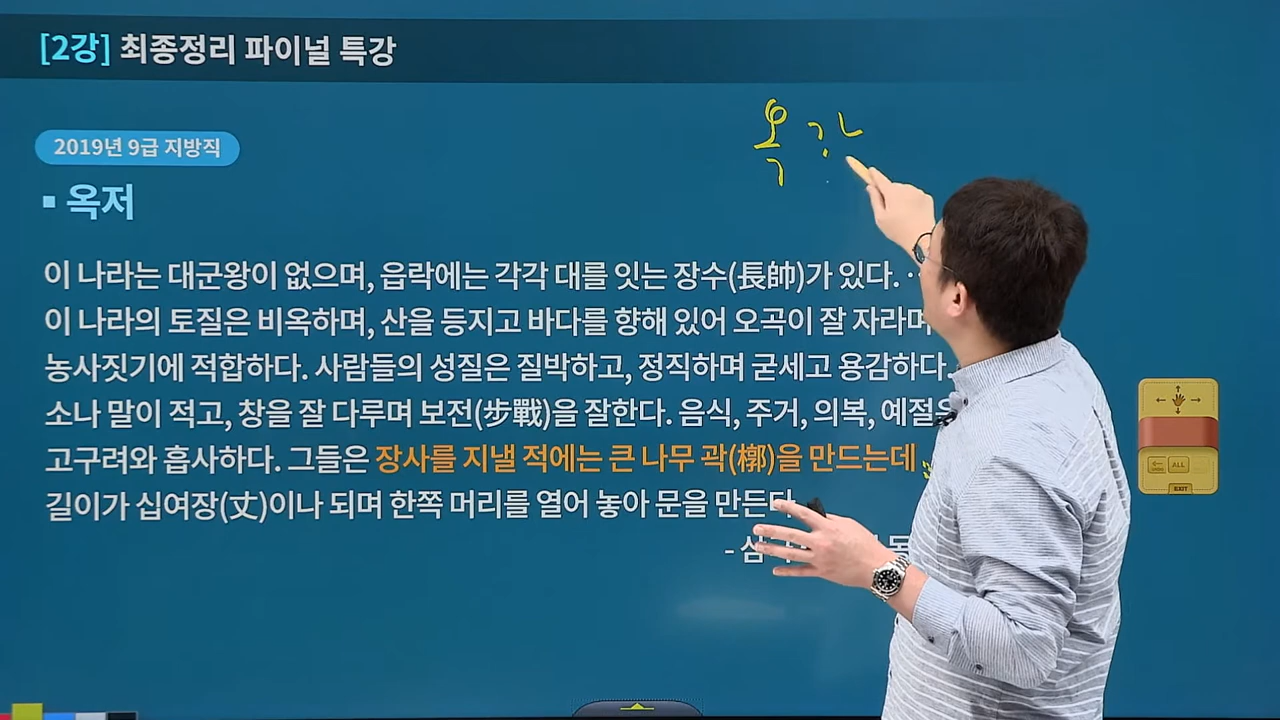 [2강] 최종정리 파이널 특강
2019년 9급 지방직
▪ 옥저
이 나라는 대군왕이 없으며, 읍락에는 각각 대를 잇는 장수(長帥)가 있다. ··
이 나라의 토질은 비옥하며, 산을 등지고 바다를 향해 있어 오곡이 잘 자라며
농사짓기에 적합하다. 사람들의 성질은 질박하고, 정직하며 굳세고 용감하다.
소나 말이 적고, 창을 잘 다루며 보전(步戰)을 잘한다. 음식, 주거, 의복, 예절은
고구려와 흡사하다. 그들은 장사를 지낼 적에는 큰 나무 곽(槨)을 만드는데
길이가 십여장(丈)이나 되며 한쪽 머리를 열어 놓아 문을 만든다
ALL
EXIT